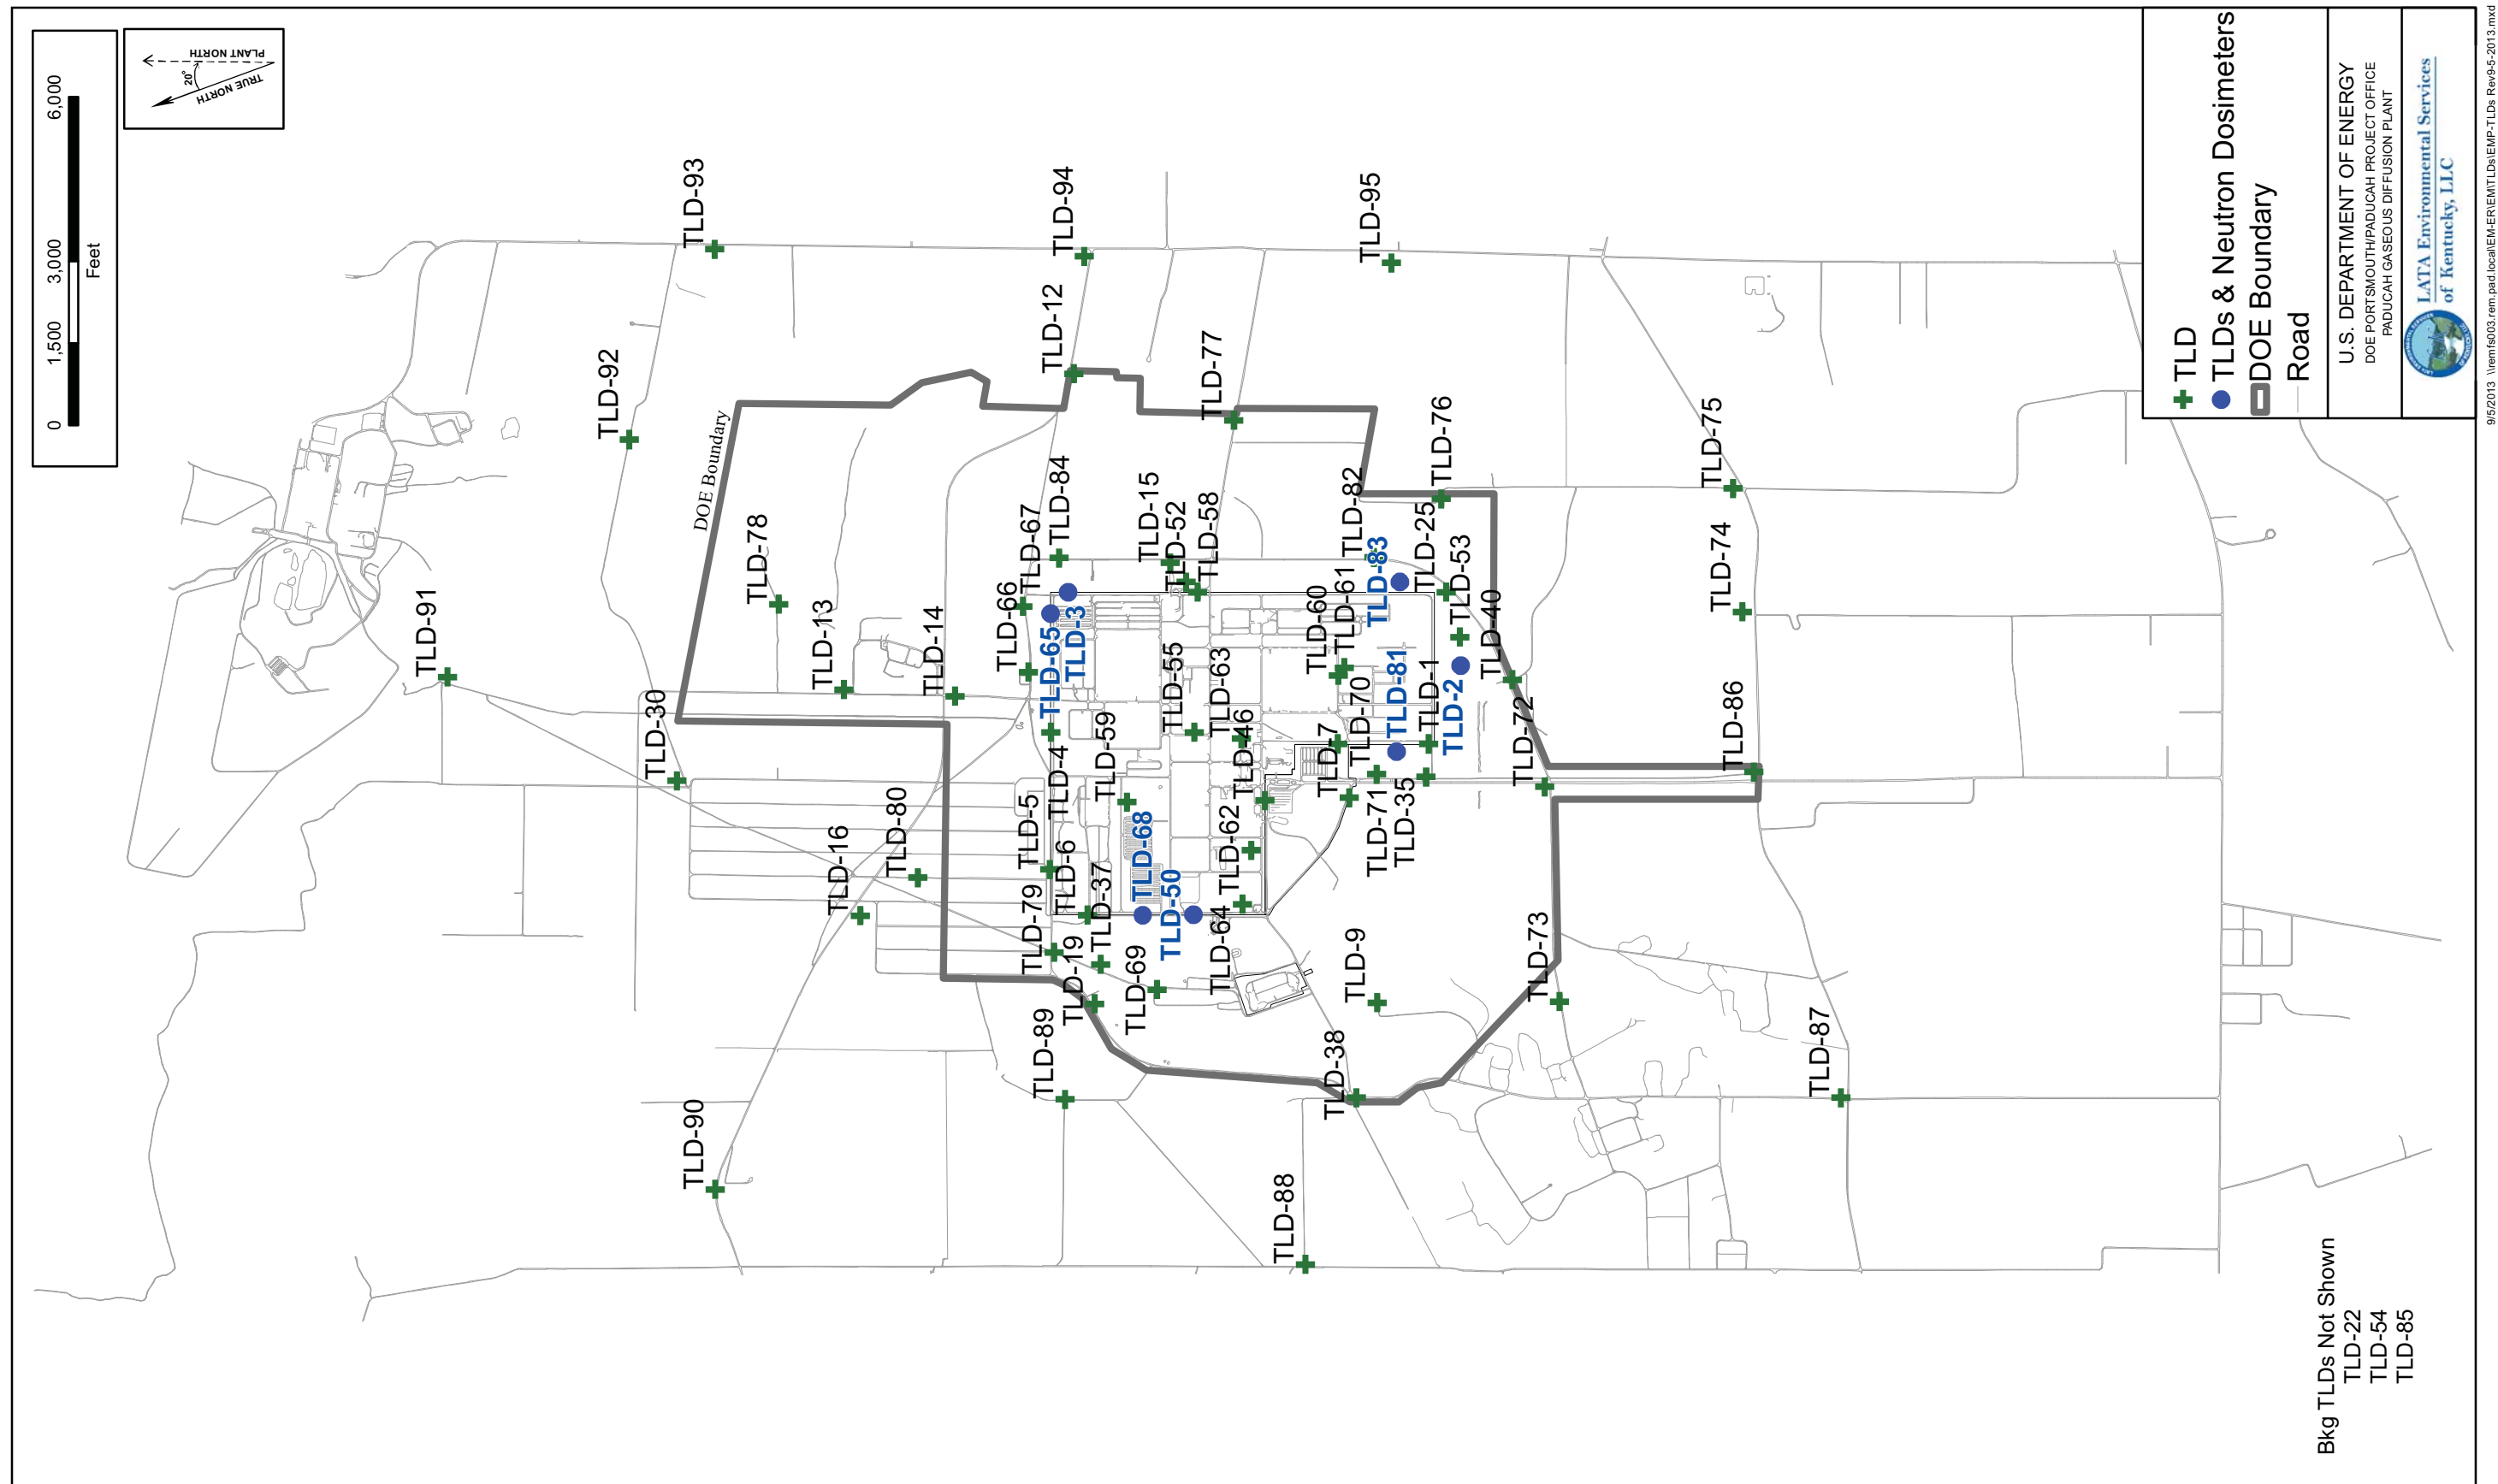 0
1,500
3,000
6,000
Feet
PLANT NORTH
20°
TRUE NORTH
TLD-93
TLD-94
TLD-95
TLD-12
TLD-92
TLD-77
TLD-76
TLD-75
DOE Boundary
TLD-84
TLD-82
TLD-15
TLD-52
TLD-58
TLD-78
TLD-67
TLD-25
TLD-83
TLD-53
TLD-74
TLD-91
TLD-13
TLD-14
TLD-66
TLD-65
TLD-3
TLD-60
TLD-61
TLD-40
TLD-30
TLD-55
TLD-63
TLD-81
TLD-1
TLD-2
TLD-70
TLD-86
TLD-72
TLD-59
TLD-4
TLD-46
TLD-7
TLD-5
TLD-80
TLD-16
TLD-6
TLD-68
TLD-62
TLD-71
TLD-35
TLD-37
TLD-50
TLD-79
TLD-64
TLD-19
TLD-69
TLD-9
TLD-73
TLD-89
TLD-38
TLD-87
TLD-90
TLD-88
Bkg TLDs Not Shown
TLD-22
TLD-54
TLD-85
TLD
TLDs & Neutron Dosimeters
DOE Boundary
Road
U.S. DEPARTMENT OF ENERGY
DOE PORTSMOUTH/PADUCAH PROJECT OFFICE
PADUCAH GASEOUS DIFFUSION PLANT
LATA Environmental Services
of Kentucky, LLC
9/5/2013 \\remfs003.rem.pad.local\EM-ER\EM\TLDs\EMP-TLDs Rev9-5-2013.mxd